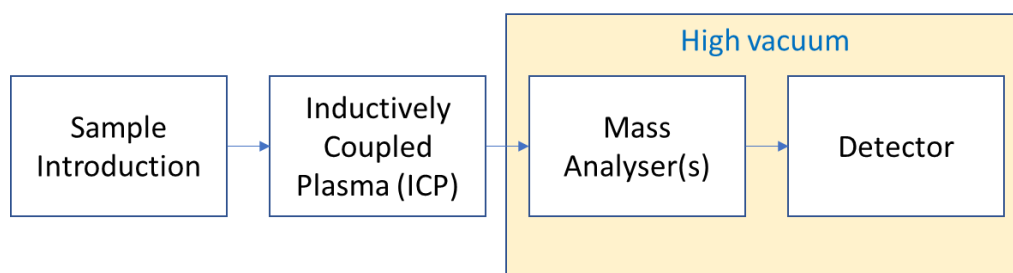 High vacuum
Sample
Introduction
Inductively
Coupled
Plasma (ICP)
Mass
Analyser(s)
Detector